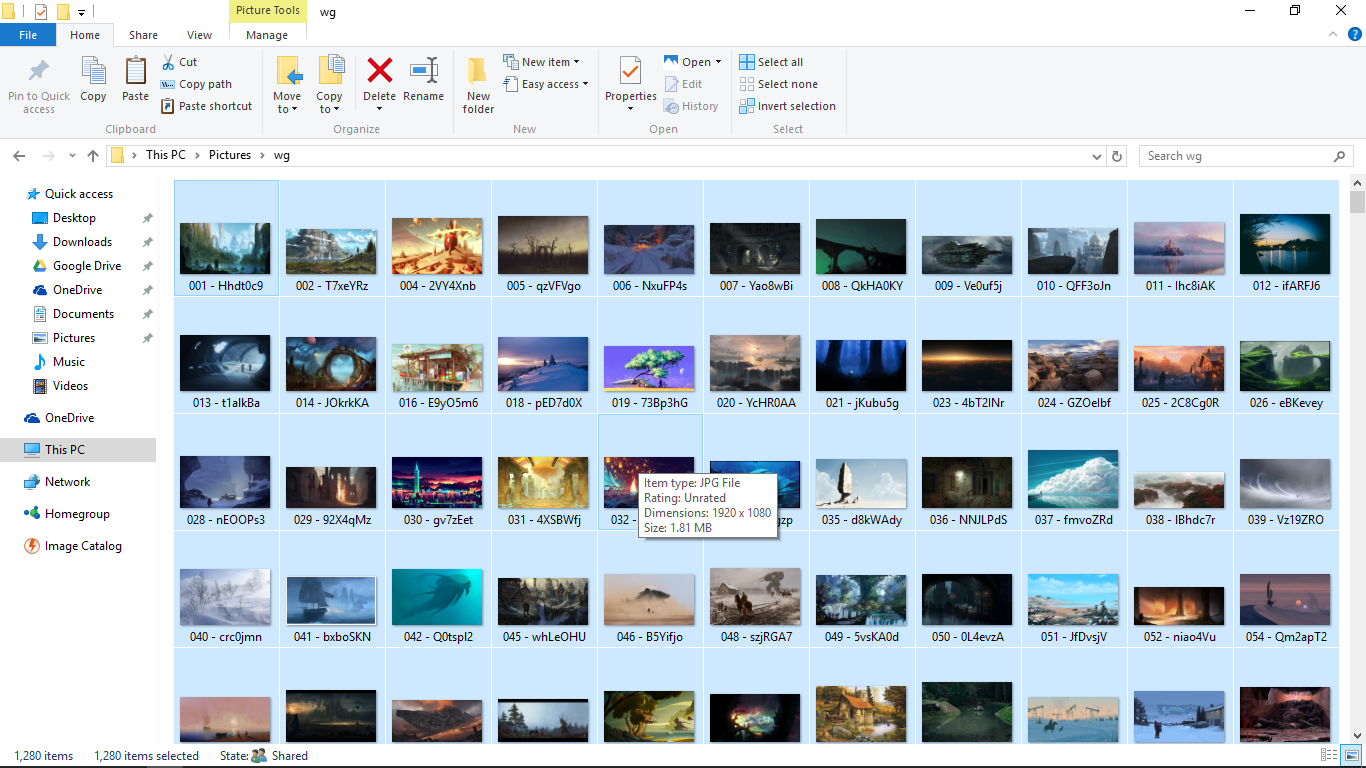 Picture Tools
wg
File
Home
Share
View
Manage
Pin to Quick access
Copy
Paste
Cut
Copy path
Paste shortcut
Move to
Copy to
Delete
Rename
New folder
New item
Easy access
Properties
Open
Edit
History
Select all
Select none
Invert selection
Clipboard
Organize
New
Open
Select
This PC
Pictures
wg
Search wg
Quick access
Desktop
Downloads
Google Drive
OneDrive
Documents
Pictures
Music
Videos
OneDrive
This PC
Network
Homegroup
Image Catalog
001 - Hhdt0c9
002 - T7xeYRz
004 - 2VY4Xnb
005 - qzVFVgo
006 - NxuFP4s
007 - Yao8wBi
008 - QkHA0KY
009 - Ve0uf5j
010 - QFF3oJn
011 - Ihc8iAK
012 - ifARFJ6
013 - t1alkBa
014 - JOkrkKA
016 - E9yO5m6
018 - pED7d0X
019 - 73Bp3hG
020 - YcHR0AA
021 - jKubu5g
023 - 4bT2lNr
024 - GZOelbf
025 - 2C8Cg0R
026 - eBKevey
028 - nEOOPs3
029 - 92X4qMz
030 - gv7zEet
031 - 4XSBWfj
032 -
gzp
035 - d8kWAdy
036 - NNJLPdS
037 - fmvoZRd
038 - IBhdc7r
039 - Vz19ZRO
Item type: JPG File
Rating: Unrated
Dimensions: 1920 x 1080
Size: 1.81 MB
040 - crc0jmn
041 - bxboSKN
042 - Q0tspI2
045 - whLeOHU
046 - B5Yifjo
048 - szjRGA7
049 - 5vsKA0d
050 - 0L4evzA
051 - JfDvsjV
052 - niao4Vu
054 - Qm2apT2
1,280 items
1,280 items selected
State:
Shared